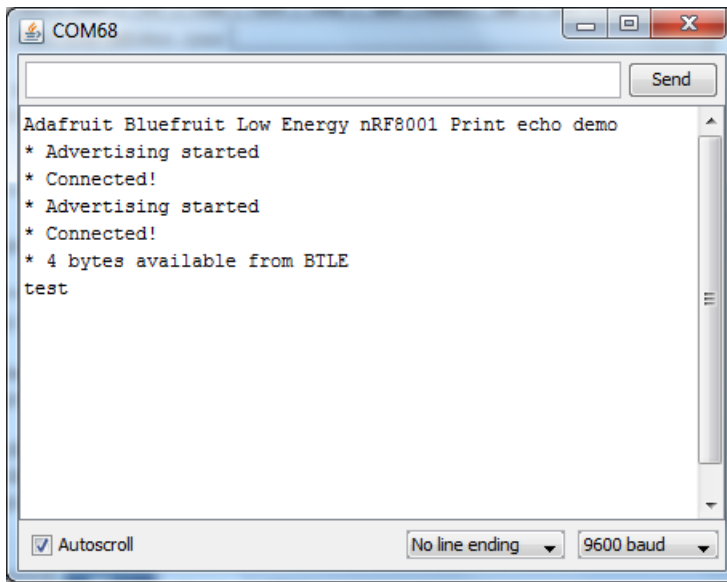 COM68
Send
Adafruit Bluefruit Low Energy nRF8001 Print echo demo
* Advertising started
* Connected!
* Advertising started
* Connected!
* 4 bytes available from BTLE
test
Autoscroll
No line ending
9600 baud